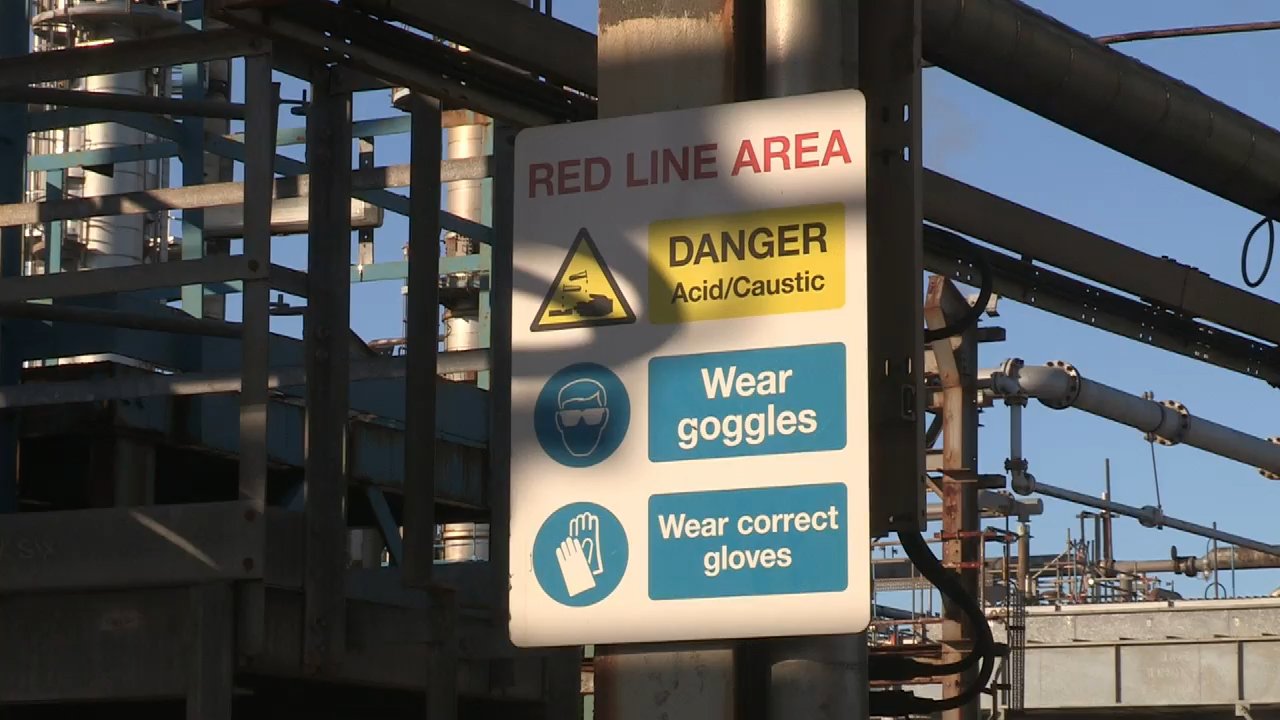 RED LINE AREA
DANGER
Acid/Caustic
Wear
goggles
Wear correct
gloves